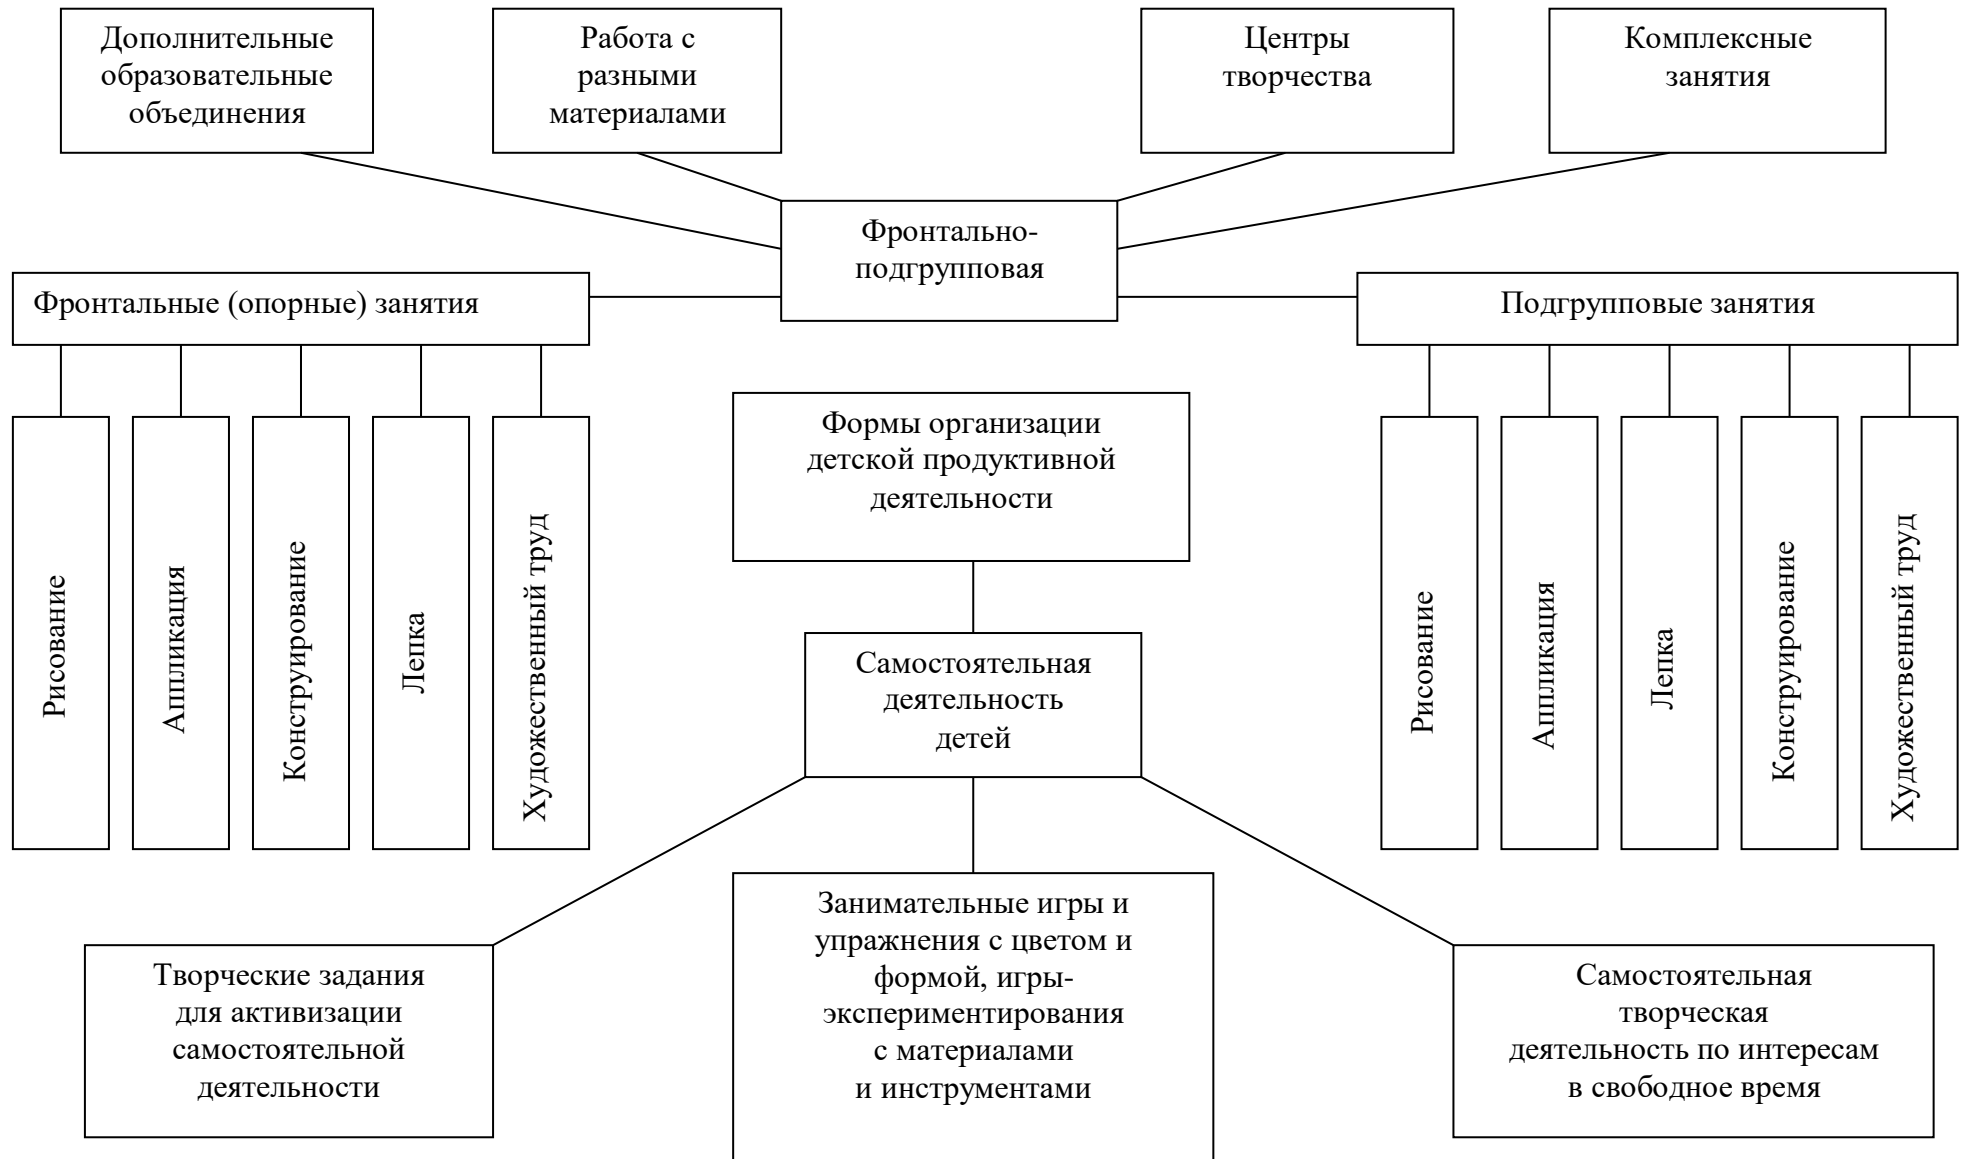 Дополнительные
образовательные
объединения
Работа с
разными
материалами
Центры
творчества
Комплексные
занятия
Фронтально-
подгрупповая
Фронтальные (опорные) занятия
Подгрупповые занятия
Формы организации
детской продуктивной
деятельности
Рисование
Аппликация
Конструирование
Лепка
Художественный труд
Рисование
Аппликация
Лепка
Конструирование
Художественный труд
Самостоятельная
деятельность
детей
Творческие задания
для активизации
самостоятельной
деятельности
Занимательные игры и
упражнения с цветом и
формой, игры-
экспериментирования
с материалами
и инструментами
Самостоятельная
творческая
деятельность по интересам
в свободное время